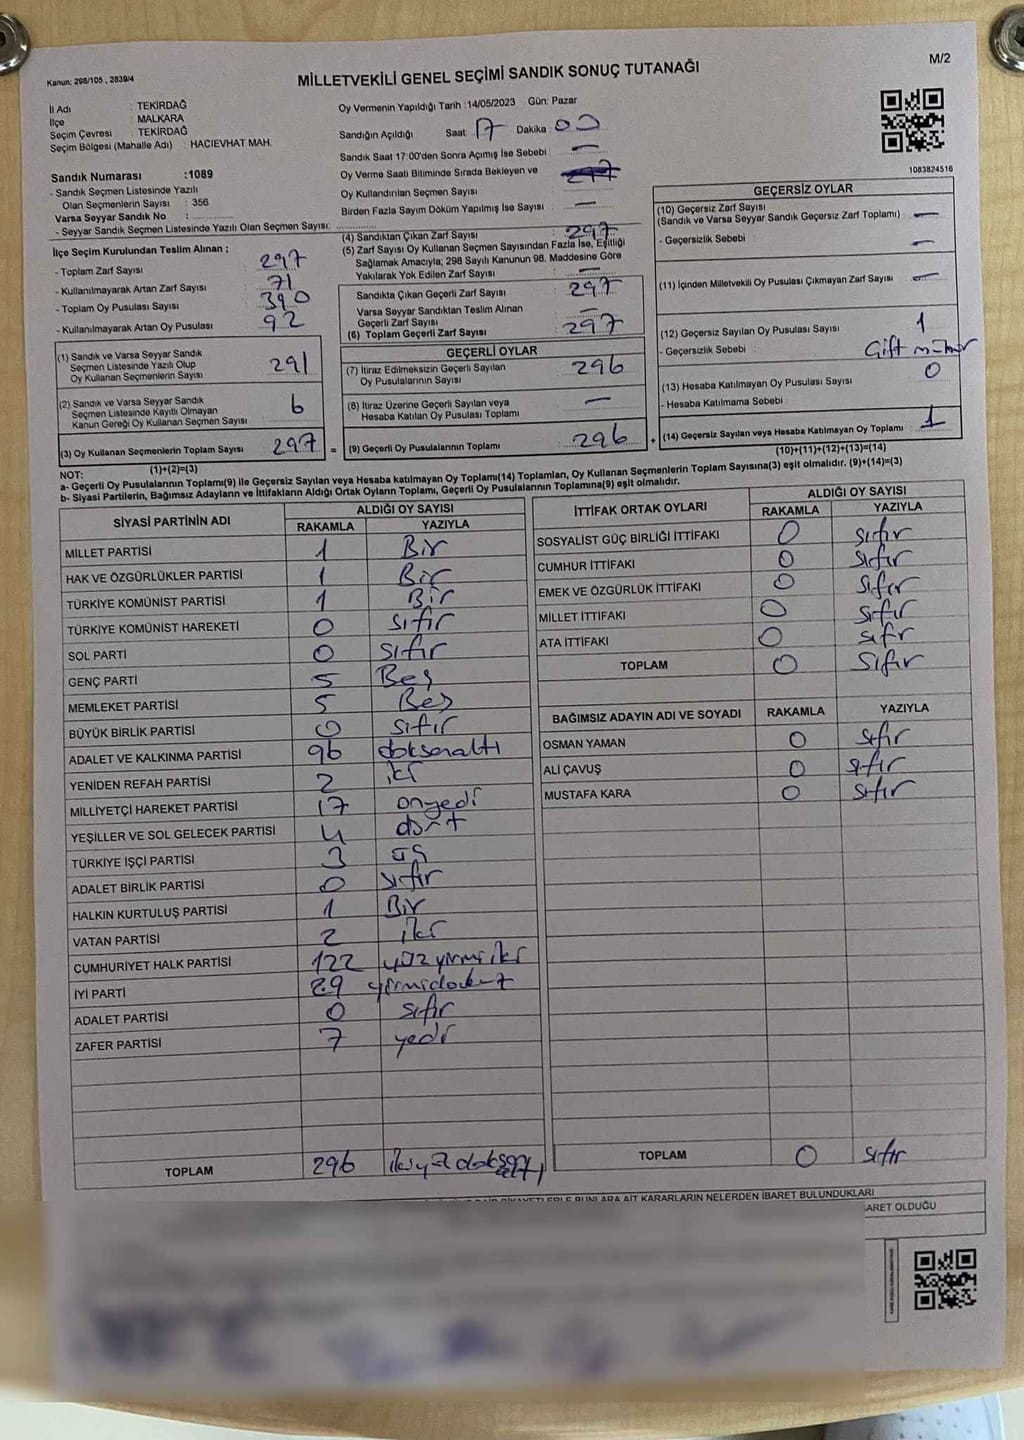 Kanun: 298/105 , 2839/4
MİLLETVEKİLİ GENEL SEÇİMİ SANDIK SONUÇ TUTANAĞI
M/2
İl Adı : TEKİRDAĞ
İlçe : MALKARA
Seçim Çevresi : TEKİRDAĞ
Seçim Bölgesi (Mahalle Adı) : HACIEVHAT MAH.
Sandık Numarası :1089
- Sandık Seçmen Listesinde Yazılı
Olan Seçmenlerin Sayısı : 356
Varsa Seyyar Sandık No :
- Seyyar Sandık Seçmen Listesinde Yazılı Olan Seçmen Sayısı:
Oy Vermenin Yapıldığı Tarih :14/05/2023 Gün: Pazar
Sandığın Açıldığı Saat: 17 Dakika 00
Sandık Saat 17:00'den Sonra Açımış İse Sebebi : —
Oy Verme Saati Bitiminde Sırada Bekleyen ve
Oy Kullandırılan Seçmen Sayısı :
Birden Fazla Sayım Döküm Yapılmış İse Sayısı : —
1083824516
İlçe Seçim Kurulundan Teslim Alınan :
- Toplam Zarf Sayısı : 297
- Kullanılmayarak Artan Zarf Sayısı : 71
- Toplam Oy Pusulası Sayısı : 390
- Kullanılmayarak Artan Oy Pusulası : 92
(4) Sandıktan Çıkan Zarf Sayısı : 297
(5) Zarf Sayısı Oy Kullanan Seçmen Sayısından Fazla İse, Eşitliği
Sağlamak Amacıyla; 298 Sayılı Kanunun 98. Maddesine Göre
Yakılarak Yok Edilen Zarf Sayısı : —
Sandıkta Çıkan Geçerli Zarf Sayısı : 297
Varsa Seyyar Sandıktan Teslim Alınan
Geçerli Zarf Sayısı : —
(6) Toplam Geçerli Zarf Sayısı : 297
GEÇERSİZ OYLAR
(10) Geçersiz Zarf Sayısı
(Sandık ve Varsa Seyyar Sandık Geçersiz Zarf Toplamı) : —
- Geçersizlik Sebebi : —
(11) İçinden Milletvekili Oy Pusulası Çıkmayan Zarf Sayısı : —
(12) Geçersiz Sayılan Oy Pusulası Sayısı : 1
- Geçersizlik Sebebi : Çift mühür
(13) Hesaba Katılmayan Oy Pusulası Sayısı : 0
- Hesaba Katılmama Sebebi :
(14) Geçersiz Sayılan veya Hesaba Katılmayan Oy Toplamı : 1
(10)+(11)+(12)+(13)=(14)
(1) Sandık ve Varsa Seyyar Sandık
Seçmen Listesinde Yazılı Olup
Oy Kullanan Seçmenlerin Sayısı : 291
(2) Sandık ve Varsa Seyyar Sandık
Seçmen Listesinde Kayıtlı Olmayan
Kanun Gereği Oy Kullanan Seçmen Sayısı : 6
(3) Oy Kullanan Seçmenlerin Toplam Sayısı : 297 =
(1)+(2)=(3)
GEÇERLİ OYLAR
(7) İtiraz Edilmeksizin Geçerli Sayılan
Oy Pusulalarının Sayısı : 296
(8) İtiraz Üzerine Geçerli Sayılan veya
Hesaba Katılan Oy Pusulası Toplamı : —
(9) Geçerli Oy Pusulalarının Toplamı : 296 +
NOT:
a- Geçerli Oy Pusulalarının Toplamı(9) ile Geçersiz Sayılan veya Hesaba katılmayan Oy Toplamı(14) Toplamları, Oy Kullanan Seçmenlerin Toplam Sayısına(3) eşit olmalıdır. (9)+(14)=(3)
b- Siyasi Partilerin, Bağımsız Adayların ve İttifakların Aldığı Ortak Oyların Toplamı, Geçerli Oy Pusulalarının Toplamına(9) eşit olmalıdır.
SİYASİ PARTİNİN ADI ALDIĞI OY SAYISI
RAKAMLA YAZIYLA
MİLLET PARTİSİ 1 Bir
HAK VE ÖZGÜRLÜKLER PARTİSİ 1 Bir
TÜRKİYE KOMÜNİST PARTİSİ 1 Bir
TÜRKİYE KOMÜNİST HAREKETİ 0 sıfır
SOL PARTİ 0 sıfır
GENÇ PARTİ 5 Beş
MEMLEKET PARTİSİ 5 Beş
BÜYÜK BİRLİK PARTİSİ 0 sıfır
ADALET VE KALKINMA PARTİSİ 96 doksanaltı
YENİDEN REFAH PARTİSİ 2 iki
MİLLİYETÇİ HAREKET PARTİSİ 17 onyedi
YEŞİLLER VE SOL GELECEK PARTİSİ 4 dört
TÜRKİYE İŞÇİ PARTİSİ 3 üç
ADALET BİRLİK PARTİSİ 0 sıfır
HALKIN KURTULUŞ PARTİSİ 1 Bir
VATAN PARTİSİ 2 iki
CUMHURİYET HALK PARTİSİ 122 yüzyirmiiki
İYİ PARTİ 29 yirmidokuz
ADALET PARTİSİ 0 sıfır
ZAFER PARTİSİ 7 yedi
TOPLAM 296
İTTİFAK ORTAK OYLARI ALDIĞI OY SAYISI
RAKAMLA YAZIYLA
SOSYALİST GÜÇ BİRLİĞİ İTTİFAKI 0 sıfır
CUMHUR İTTİFAKI 0 sıfır
EMEK VE ÖZGÜRLÜK İTTİFAKI 0 sıfır
MİLLET İTTİFAKI 0 sıfır
ATA İTTİFAKI 0 sıfır
TOPLAM 0 sıfır
BAĞIMSIZ ADAYIN ADI VE SOYADI RAKAMLA YAZIYLA
OSMAN YAMAN 0 sıfır
ALİ ÇAVUŞ 0 sıfır
MUSTAFA KARA 0 sıfır
TOPLAM 0 sıfır
BUNLARA AİT KARARLARIN NELERDEN İBARET BULUNDUKLARI
OLDUĞU